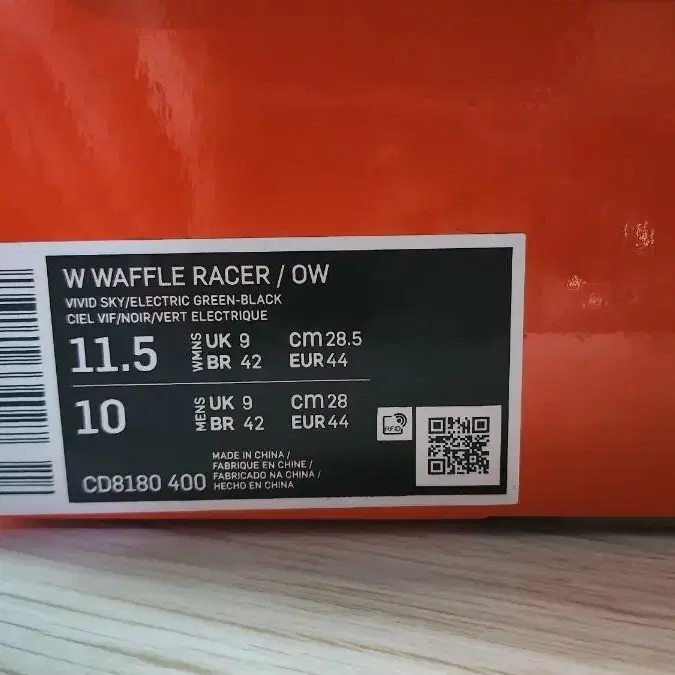 W WAFFLE RACER / OW
VIVID SKY/ELECTRIC GREEN-BLACK
CIEL VIF/NOIR/VERT ELECTRIQUE
11.5 WMNS UK 9 cm 28.5
BR 42 EUR 44
10 MENS UK 9 cm 28
BR 42 EUR 44
RFID
MADE IN CHINA /
FABRIQUE EN CHINE /
CD8180 400 FABRICADO NA CHINA /
HECHO EN CHINA